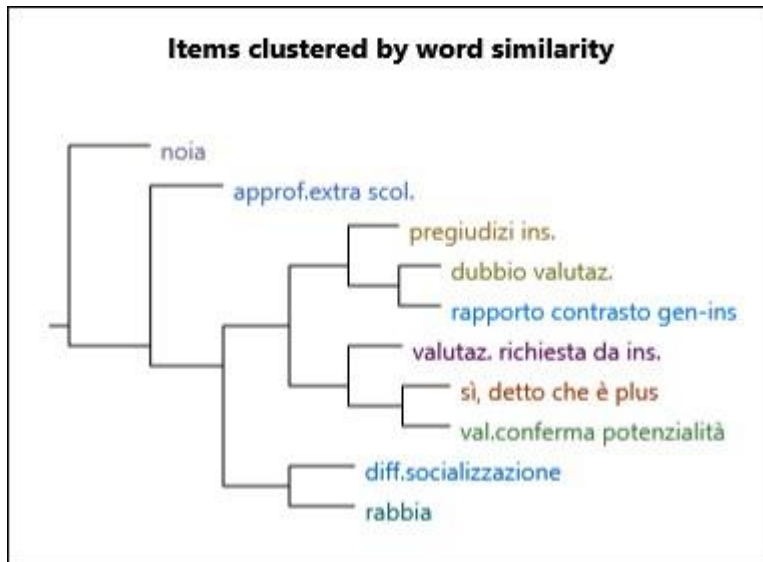 Items clustered by word similarity
noia
approf.extra scol.
pregiudizi ins.
dubbio valutaz.
rapporto contrasto gen-ins
valutaz. richiesta da ins.
sì, detto che è plus
val.conferma potenzialità
diff.socializzazione
rabbia